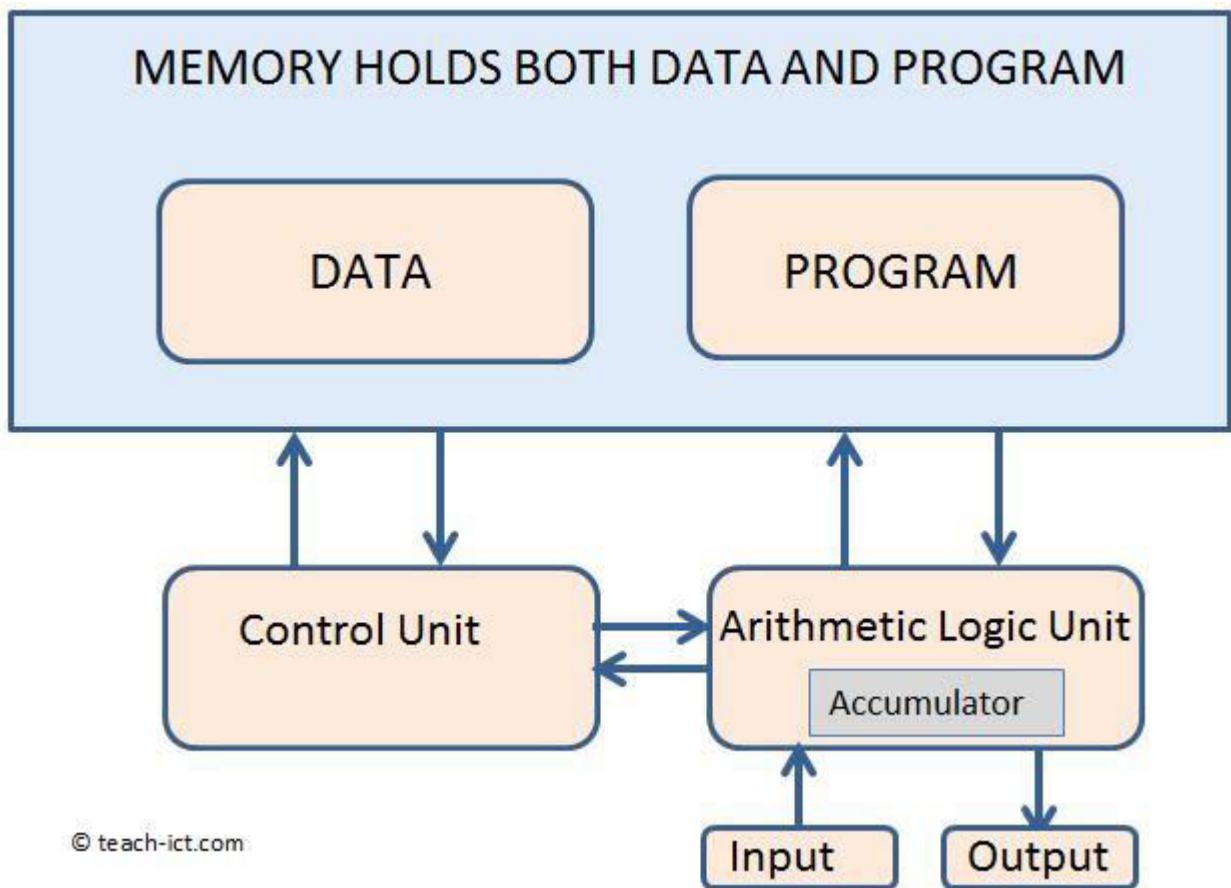 MEMORY HOLDS BOTH DATA AND PROGRAM
DATA
PROGRAM
Control Unit
Arithmetic Logic Unit
Accumulator
Input
Output
© teach-ict.com